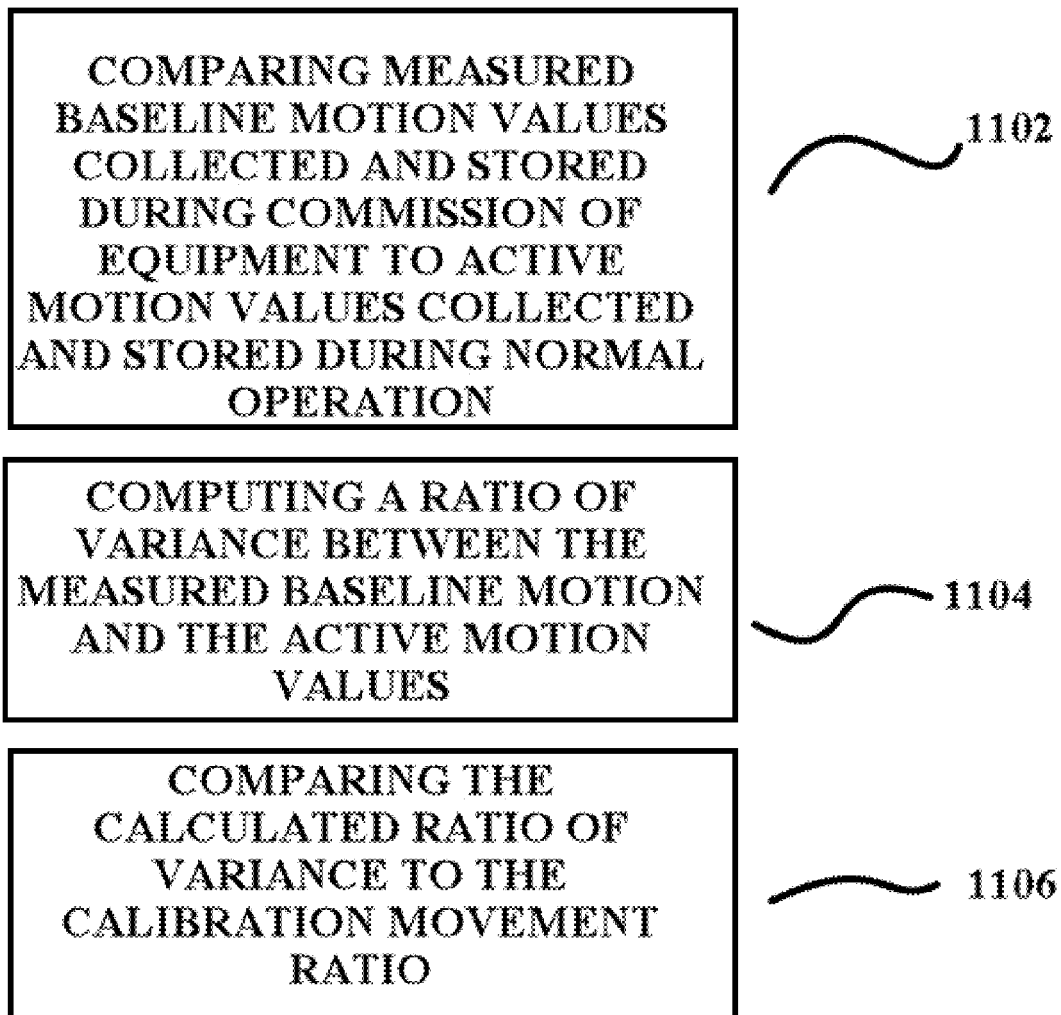 COMPARING MEASURED
BASELINE MOTION VALUES
COLLECTED AND STORED
DURING COMMISSION OF
EQUIPMENT TO ACTIVE
MOTION VALUES COLLECTED
AND STORED DURING NORMAL
OPERATION
1102
COMPUTING A RATIO OF
VARIANCE BETWEEN THE
MEASURED BASELINE MOTION
AND THE ACTIVE MOTION
VALUES
1104
COMPARING THE
CALCULATED RATIO OF
VARIANCE TO THE
CALIBRATION MOVEMENT
RATIO
1106